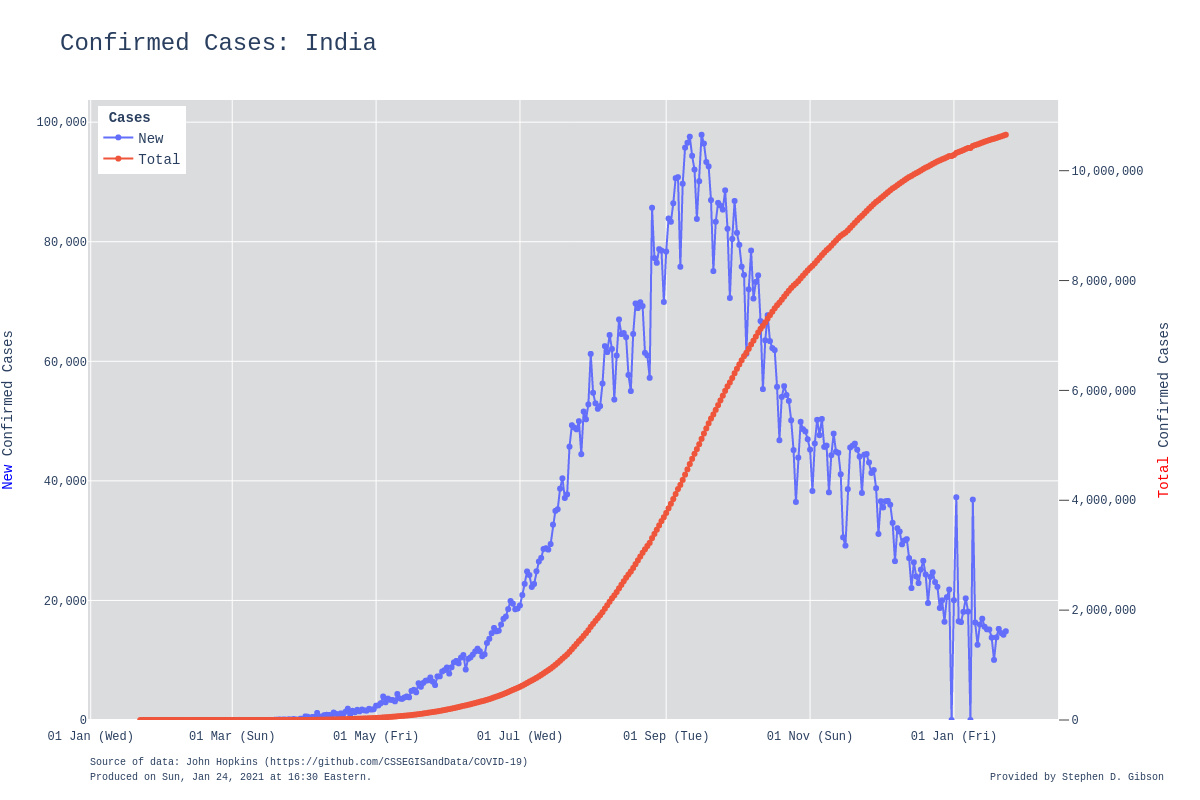 Confirmed Cases: India
Cases
New
Total
100,000
80,000
60,000
40,000
20,000
0
New Confirmed Cases
10,000,000
8,000,000
6,000,000
4,000,000
2,000,000
0
Total Confirmed Cases
01 Jan (Wed) 01 Mar (Sun) 01 May (Fri) 01 Jul (Wed) 01 Sep (Tue) 01 Nov (Sun) 01 Jan (Fri)
Source of data: John Hopkins (https://github.com/CSSEGISandData/COVID-19)
Produced on Sun, Jan 24, 2021 at 16:30 Eastern.
Provided by Stephen D. Gibson